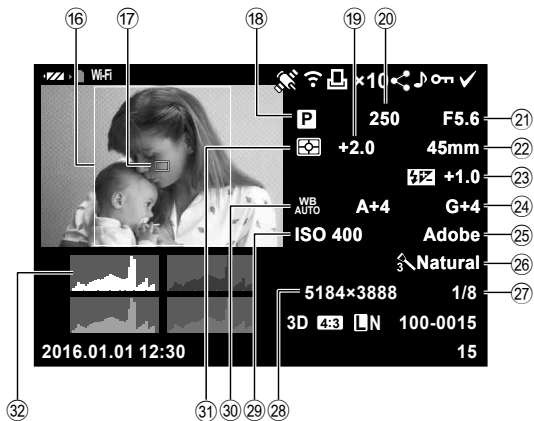 ⑯ ⑰ ⑱ ⑲ ⑳
Wi-Fi ×10
P 250 F5.6 ㉑
㉛ +2.0 45mm ㉒
+1.0 ㉓
㉚ WB AUTO A+4 G+4 ㉔
㉙ ISO 400 Adobe ㉕
3 Natural ㉖
㉘ 5184×3888 1/8 ㉗
3D 4:3 LN 100-0015
㉜ 2016.01.01 12:30 15